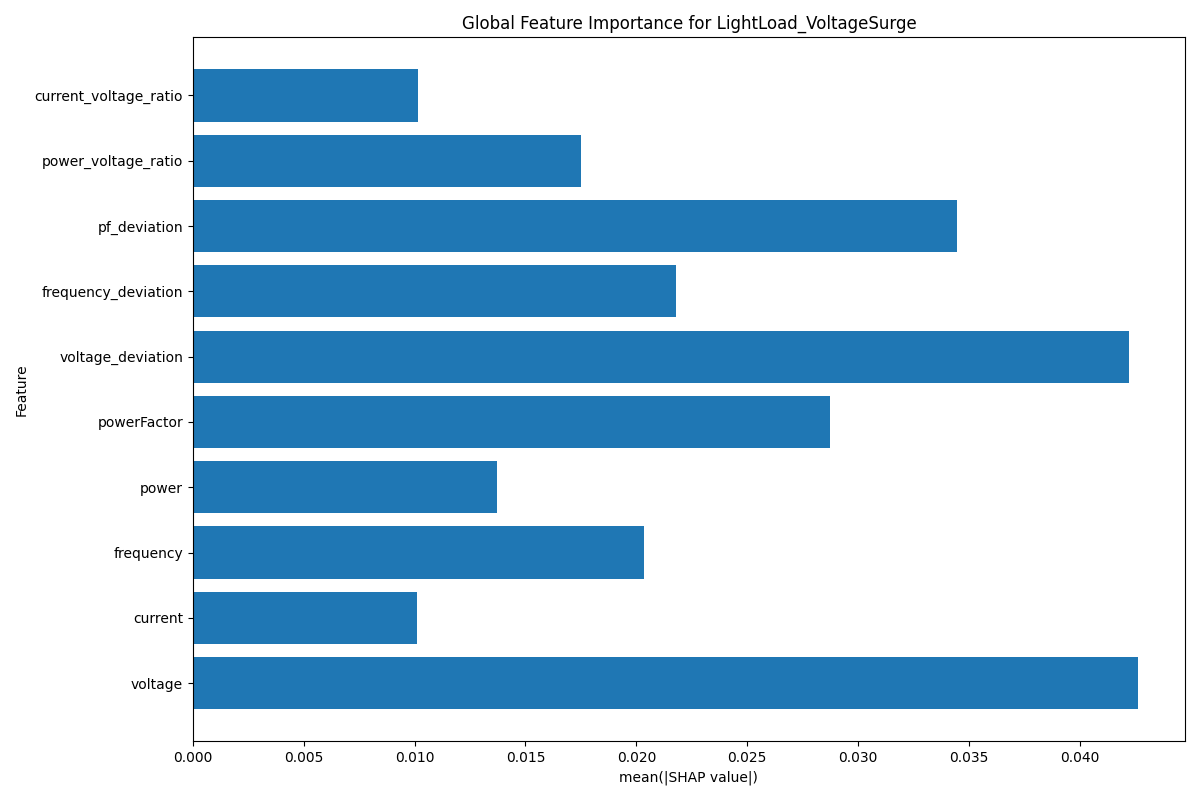 Global Feature Importance for LightLoad_VoltageSurge
current_voltage_ratio
power_voltage_ratio
pf_deviation
frequency_deviation
voltage_deviation
powerFactor
power
frequency
current
voltage
Feature
0.000 0.005 0.010 0.015 0.020 0.025 0.030 0.035 0.040
mean(|SHAP value|)